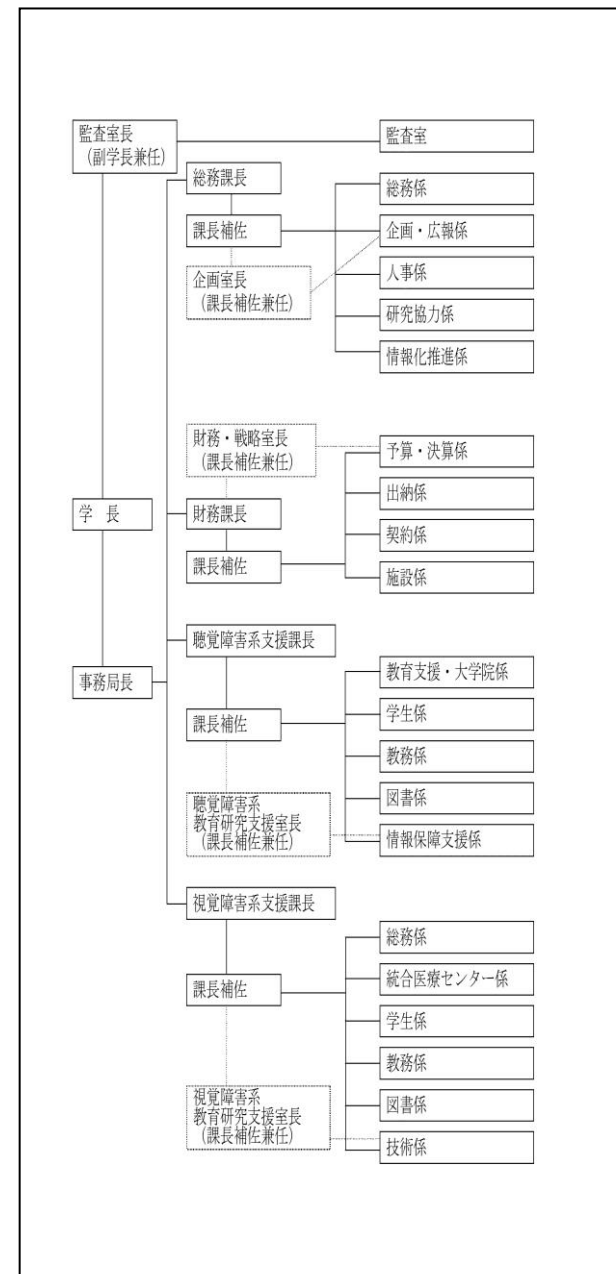 監査室長
（副学長兼任）
監査室
総務課長
課長補佐
企画室長
（課長補佐兼任）
総務係
企画・広報係
人事係
研究協力係
情報化推進係
財務・戦略室長
（課長補佐兼任）
学　長
財務課長
課長補佐
予算・決算係
出納係
契約係
施設係
事務局長
聴覚障害系支援課長
課長補佐
聴覚障害系
教育研究支援室長
（課長補佐兼任）
教育支援・大学院係
学生係
教務係
図書係
情報保障支援係
視覚障害系支援課長
課長補佐
視覚障害系
教育研究支援室長
（課長補佐兼任）
総務係
統合医療センター係
学生係
教務係
図書係
技術係